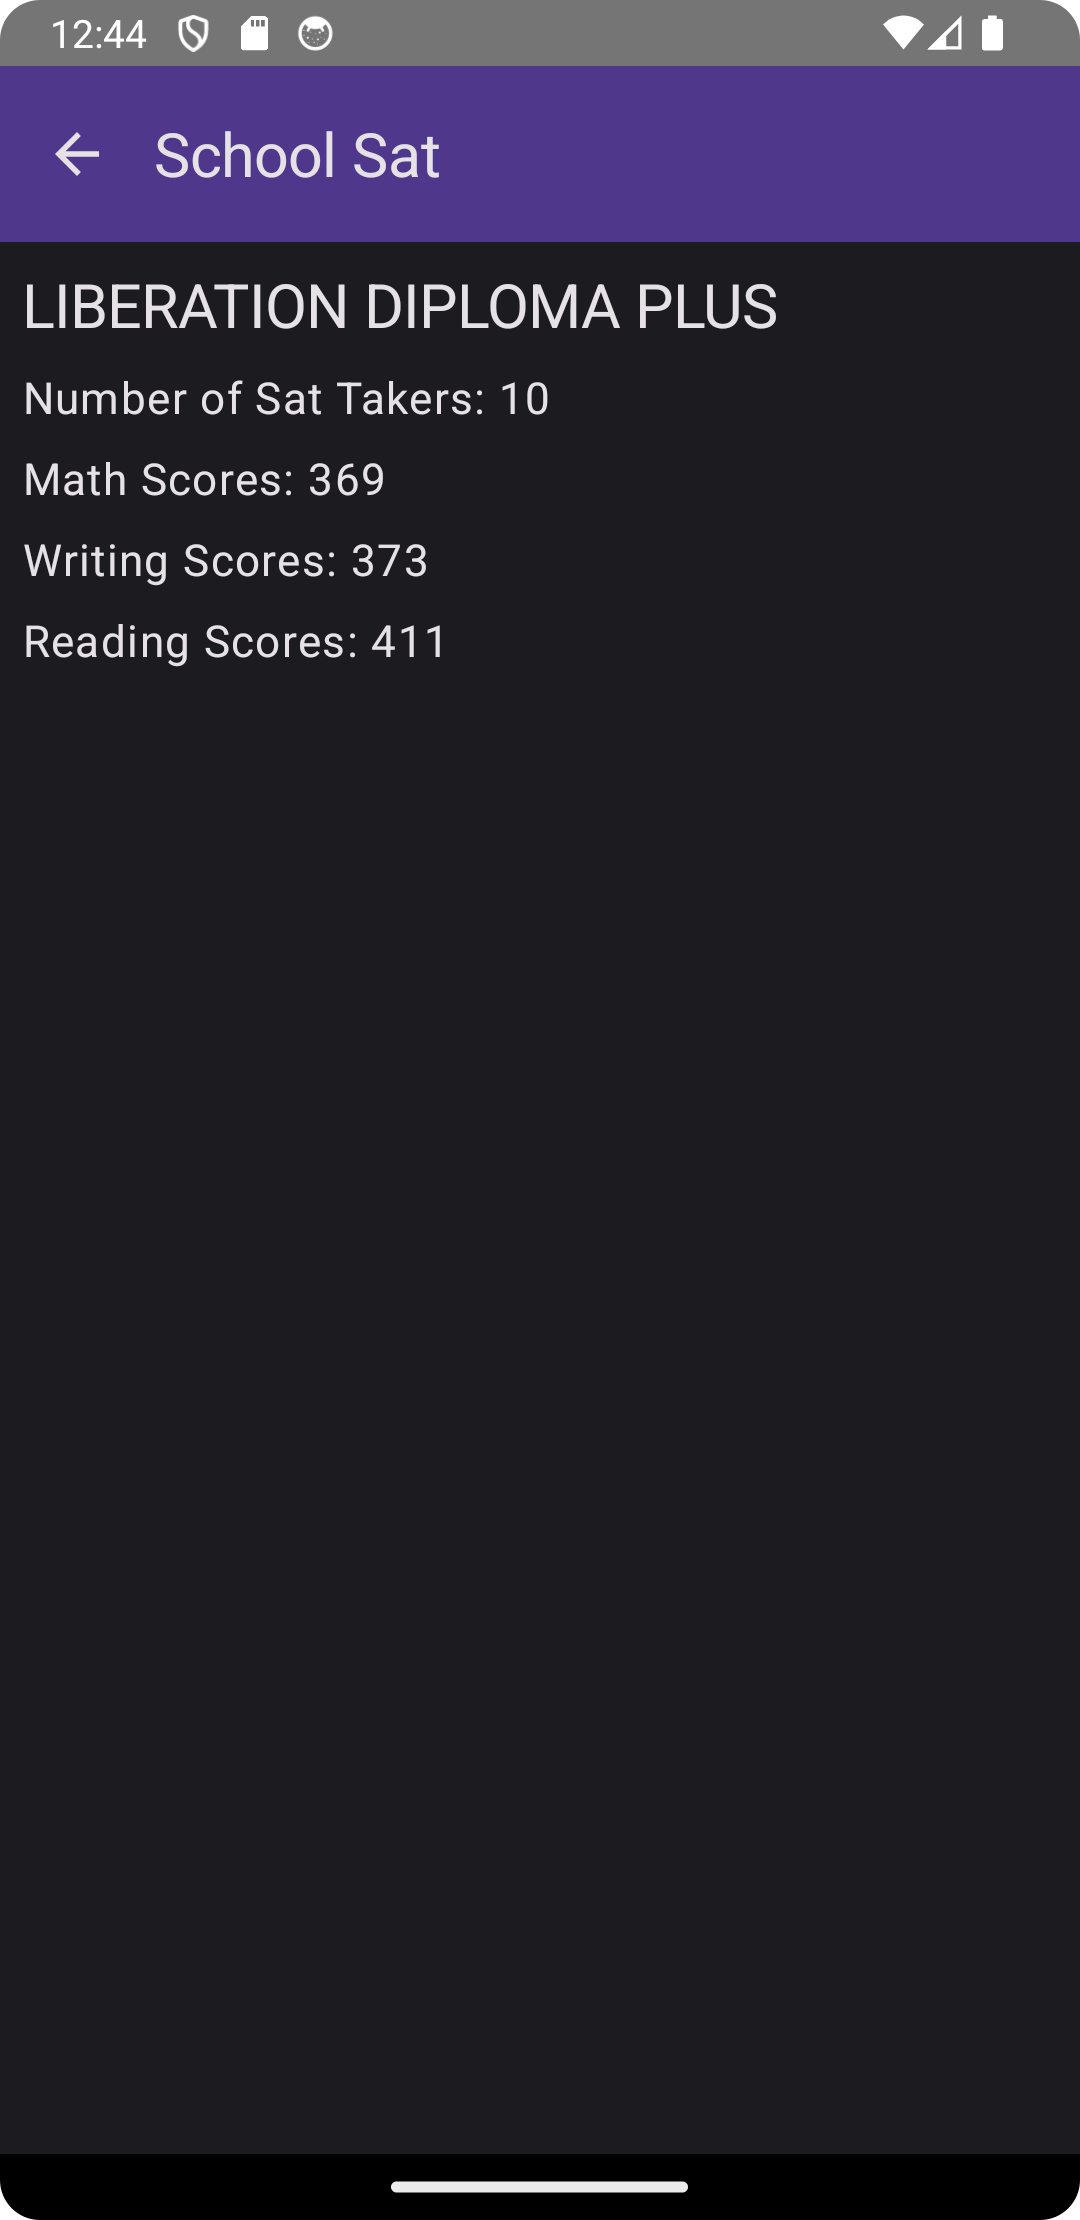 12:44
School Sat
LIBERATION DIPLOMA PLUS
Number of Sat Takers: 10
Math Scores: 369
Writing Scores: 373
Reading Scores: 411